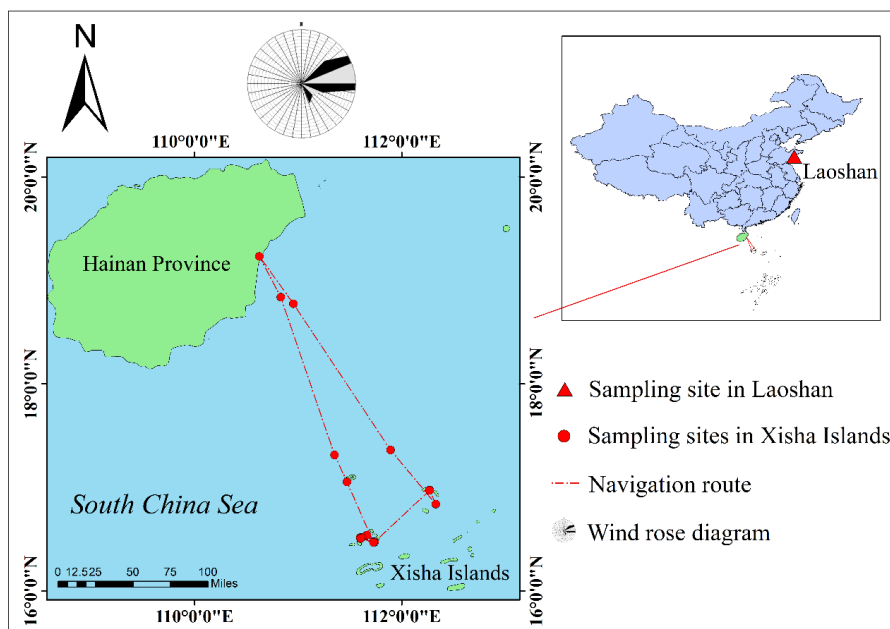 N
110°0'0"E
112°0'0"E
20°0'0"N
20°0'0"N
Hainan Province
Laoshan
18°0'0"N
18°0'0"N
Sampling site in Laoshan
Sampling sites in Xisha Islands
Navigation route
Wind rose diagram
South China Sea
Xisha Islands
0 12.525 50 75 100
Miles
16°0'0"N
16°0'0"N
110°0'0"E
112°0'0"E